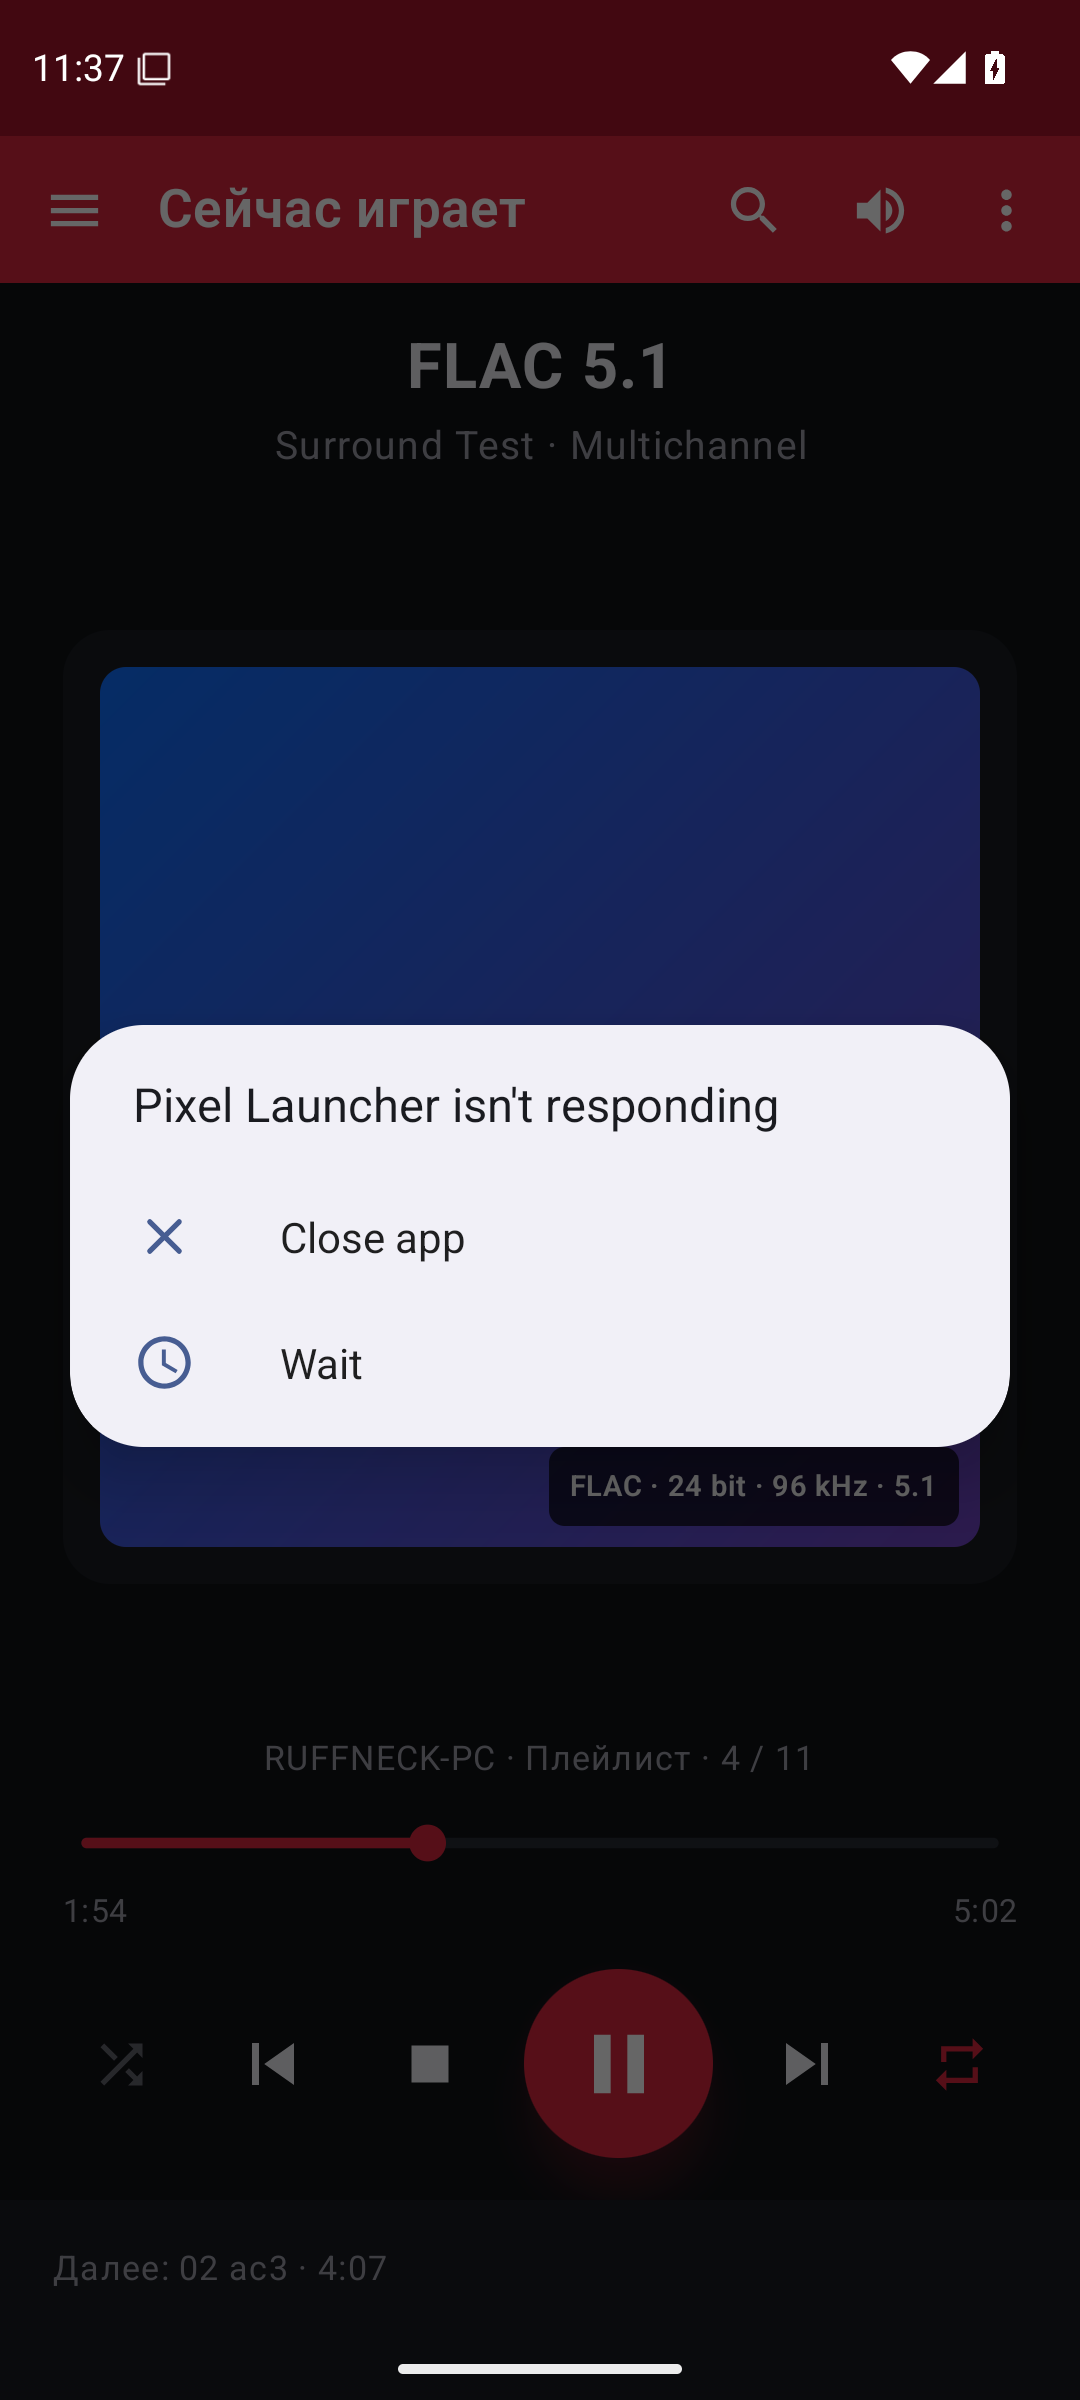 11:37
Сейчас играет
FLAC 5.1
Surround Test · Multichannel
Pixel Launcher isn't responding
Close app
Wait
FLAC · 24 bit · 96 kHz · 5.1
RUFFNECK-PC · Плейлист · 4 / 11
1:54 5:02
Далее: 02 ac3 · 4:07